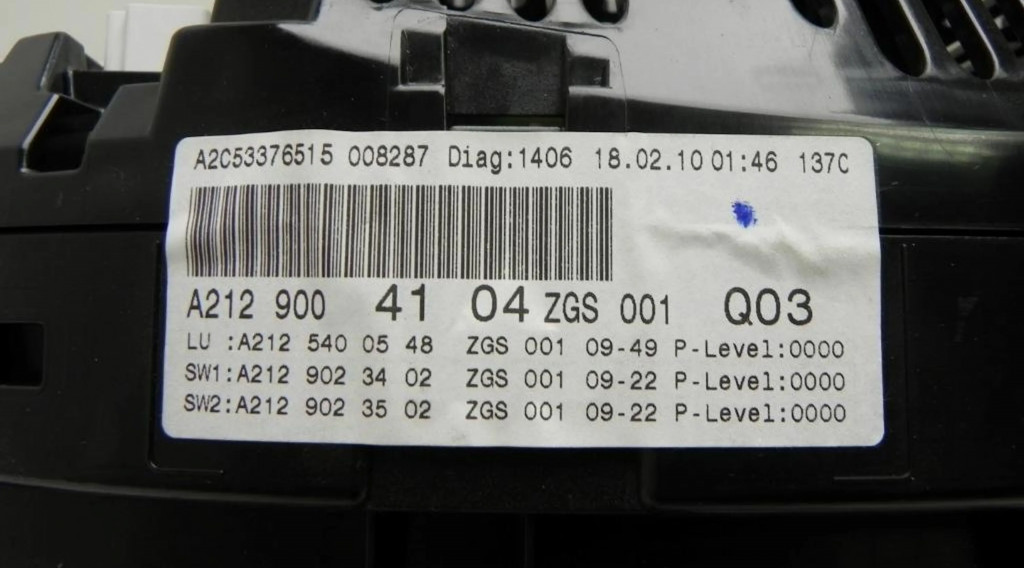 A2C53376515 008287 Diag:1406 18.02.10 01:46 137C
A212 900 41 04 ZGS 001 Q03
LU :A212 540 05 48 ZGS 001 09-49 P-Level:0000
SW1:A212 902 34 02 ZGS 001 09-22 P-Level:0000
SW2:A212 902 35 02 ZGS 001 09-22 P-Level:0000